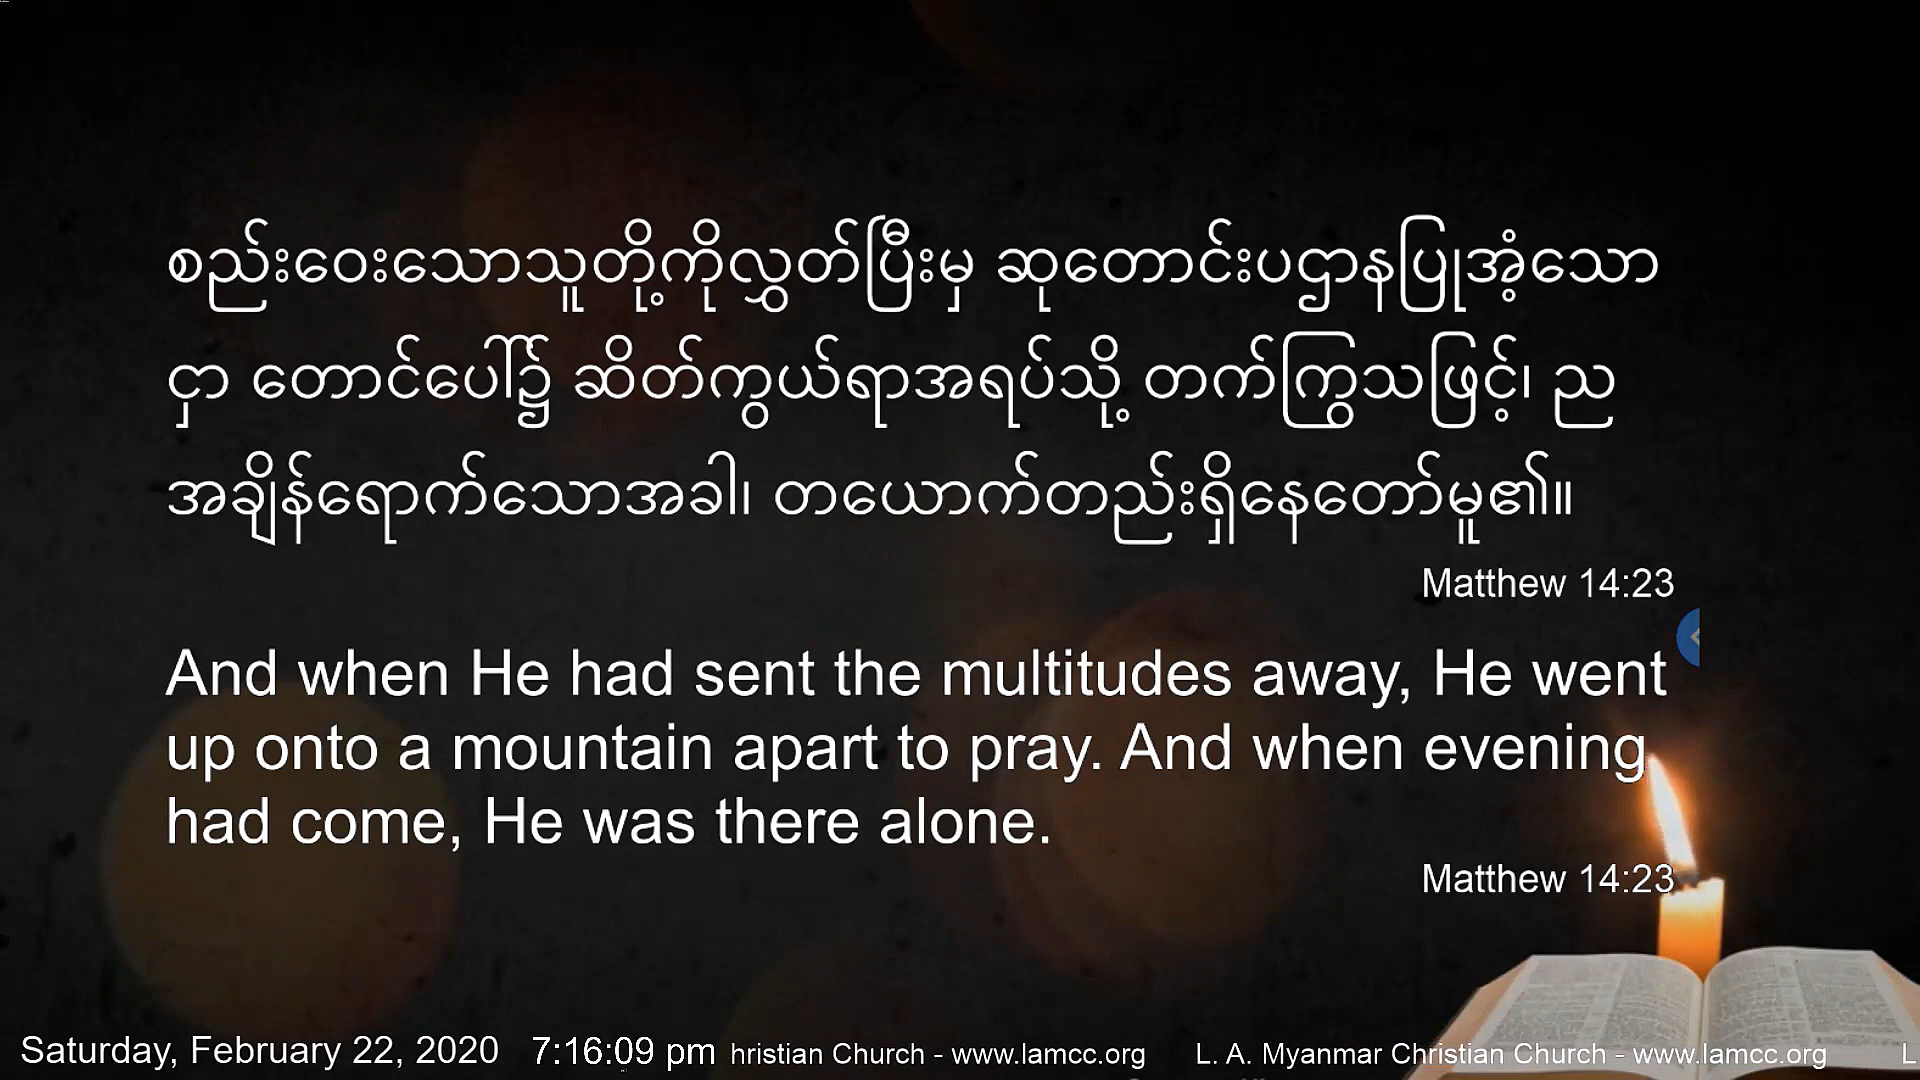 စည်းဝေးသောသူတို့ကိုလွှတ်ပြီးမှ ဆုတောင်းပဌာနပြုအံ့သော
ငှာ တောင်ပေါ်၌ ဆိတ်ကွယ်ရာအရပ်သို့ တက်ကြွသဖြင့်၊ ည
အချိန်ရောက်သောအခါ၊ တယောက်တည်းရှိနေတော်မူ၏။
Matthew 14:23
And when He had sent the multitudes away, He went
up onto a mountain apart to pray. And when evening
had come, He was there alone.
Matthew 14:23
Saturday, February 22, 2020 7:16:09 pm hristian Church - www.lamcc.org L. A. Myanmar Christian Church - www.lamcc.org L